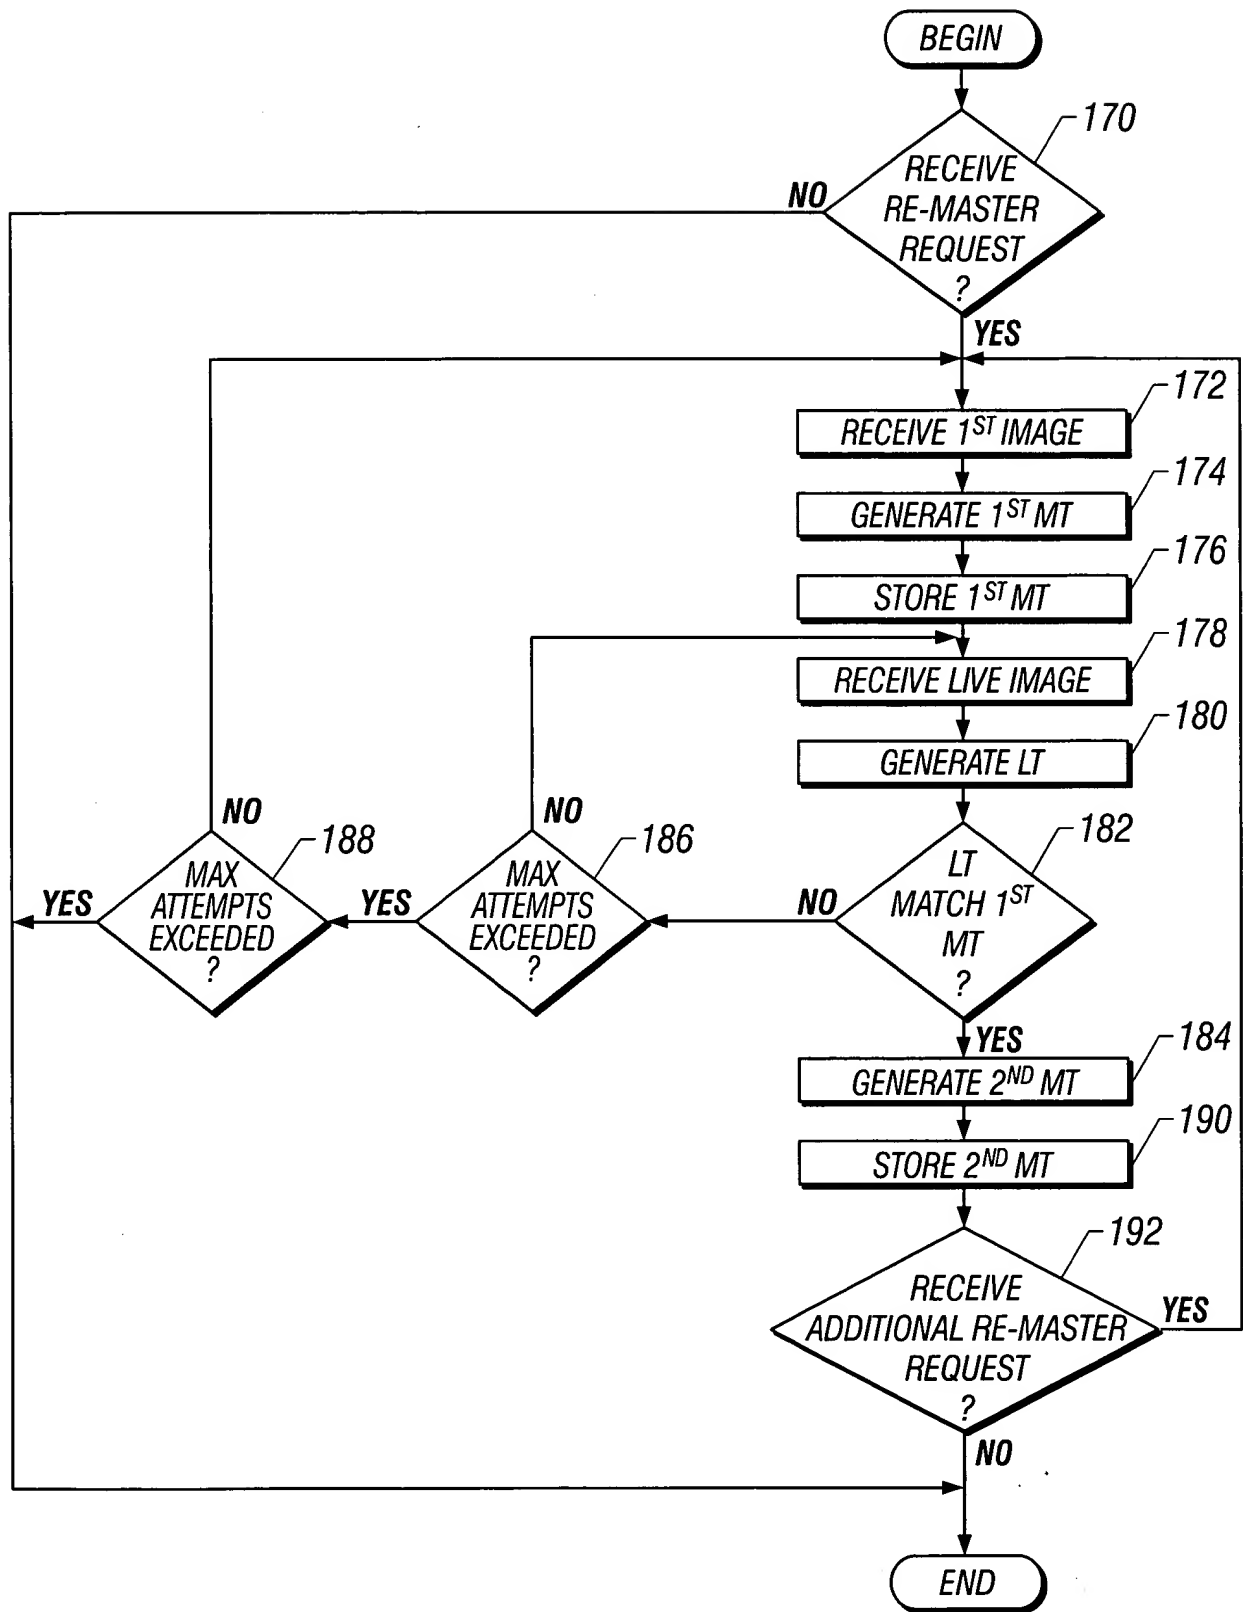 BEGIN
170
RECEIVE
RE-MASTER
REQUEST
?
NO
YES
172
RECEIVE 1ST IMAGE
174
GENERATE 1ST MT
176
STORE 1ST MT
178
RECEIVE LIVE IMAGE
180
GENERATE LT
182
LT
MATCH 1ST
MT
?
NO
186
MAX
ATTEMPTS
EXCEEDED
?
NO
YES
188
MAX
ATTEMPTS
EXCEEDED
?
NO
YES
YES
184
GENERATE 2ND MT
190
STORE 2ND MT
192
RECEIVE
ADDITIONAL RE-MASTER
REQUEST
?
YES
NO
END